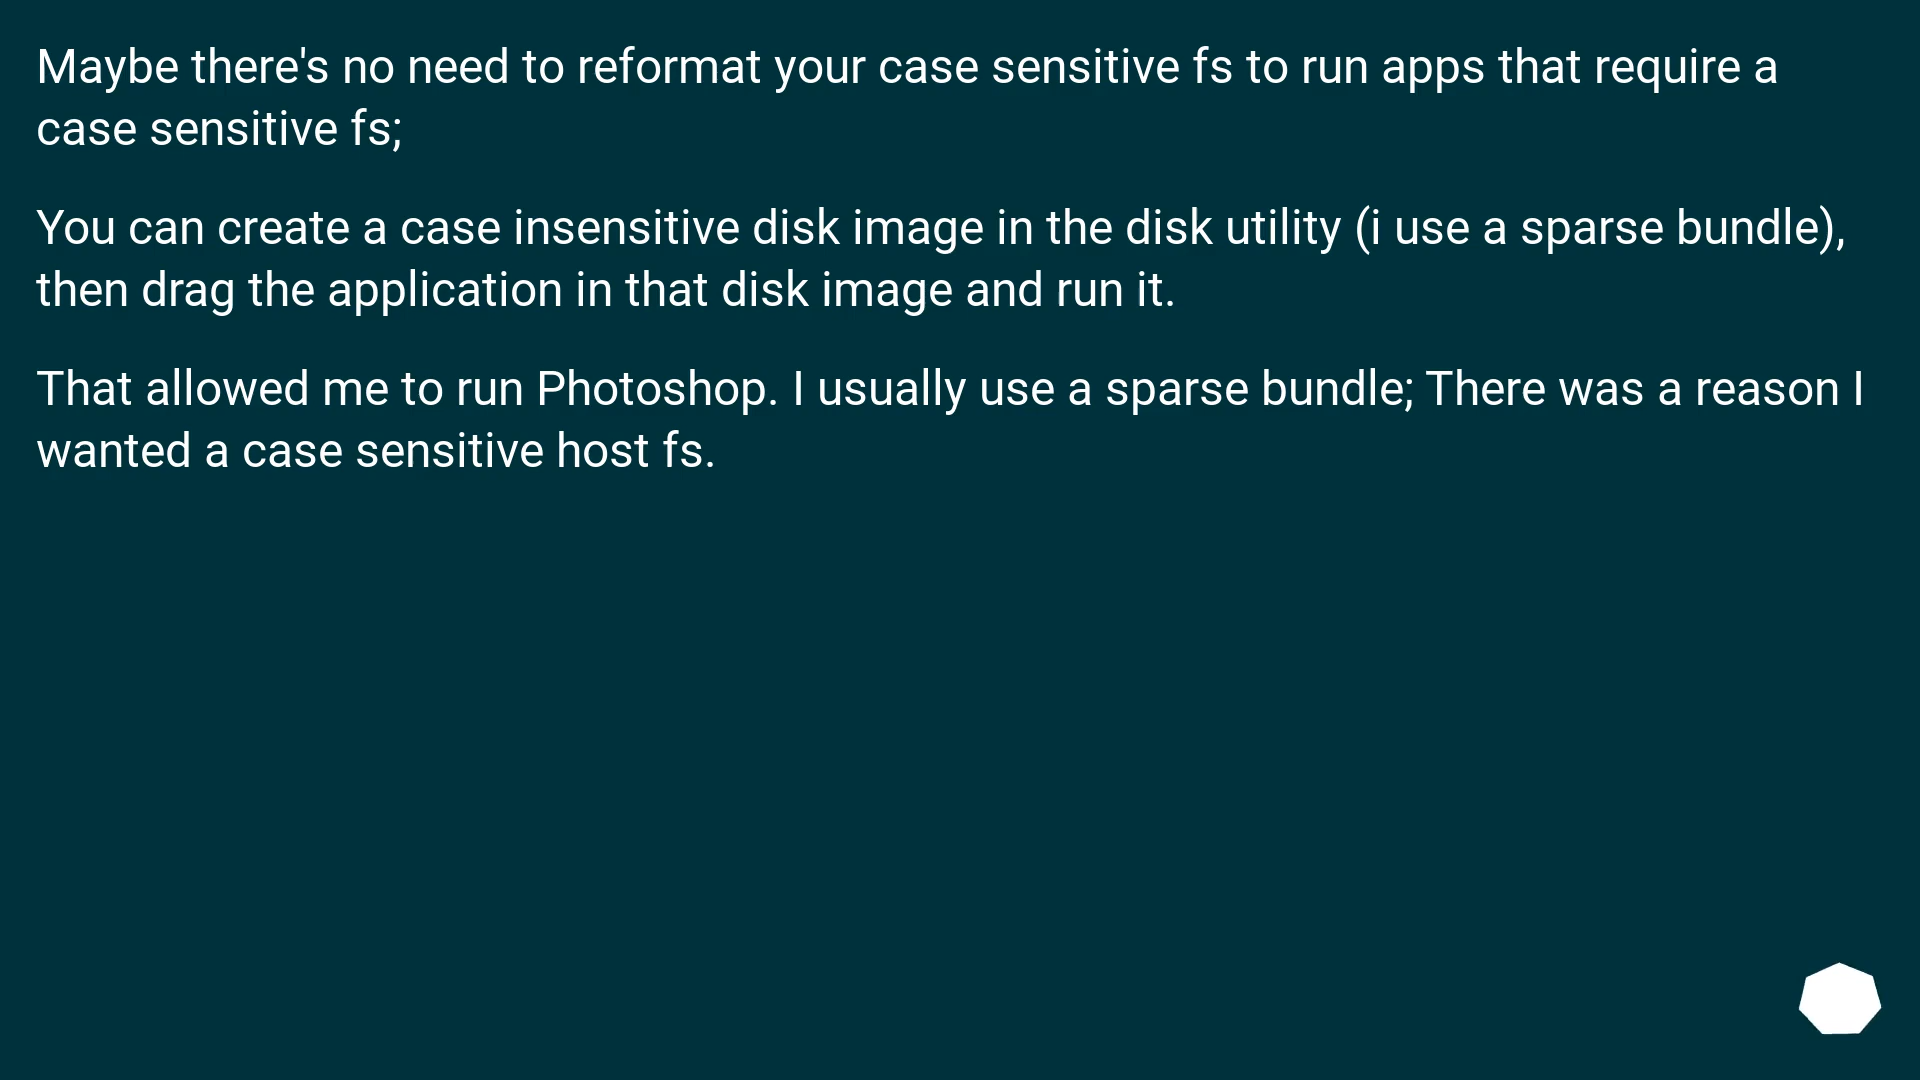 Maybe there's no need to reformat your case sensitive fs to run apps that require a
case sensitive fs;
You can create a case insensitive disk image in the disk utility (i use a sparse bundle),
then drag the application in that disk image and run it.
That allowed me to run Photoshop. I usually use a sparse bundle; There was a reason I
wanted a case sensitive host fs.